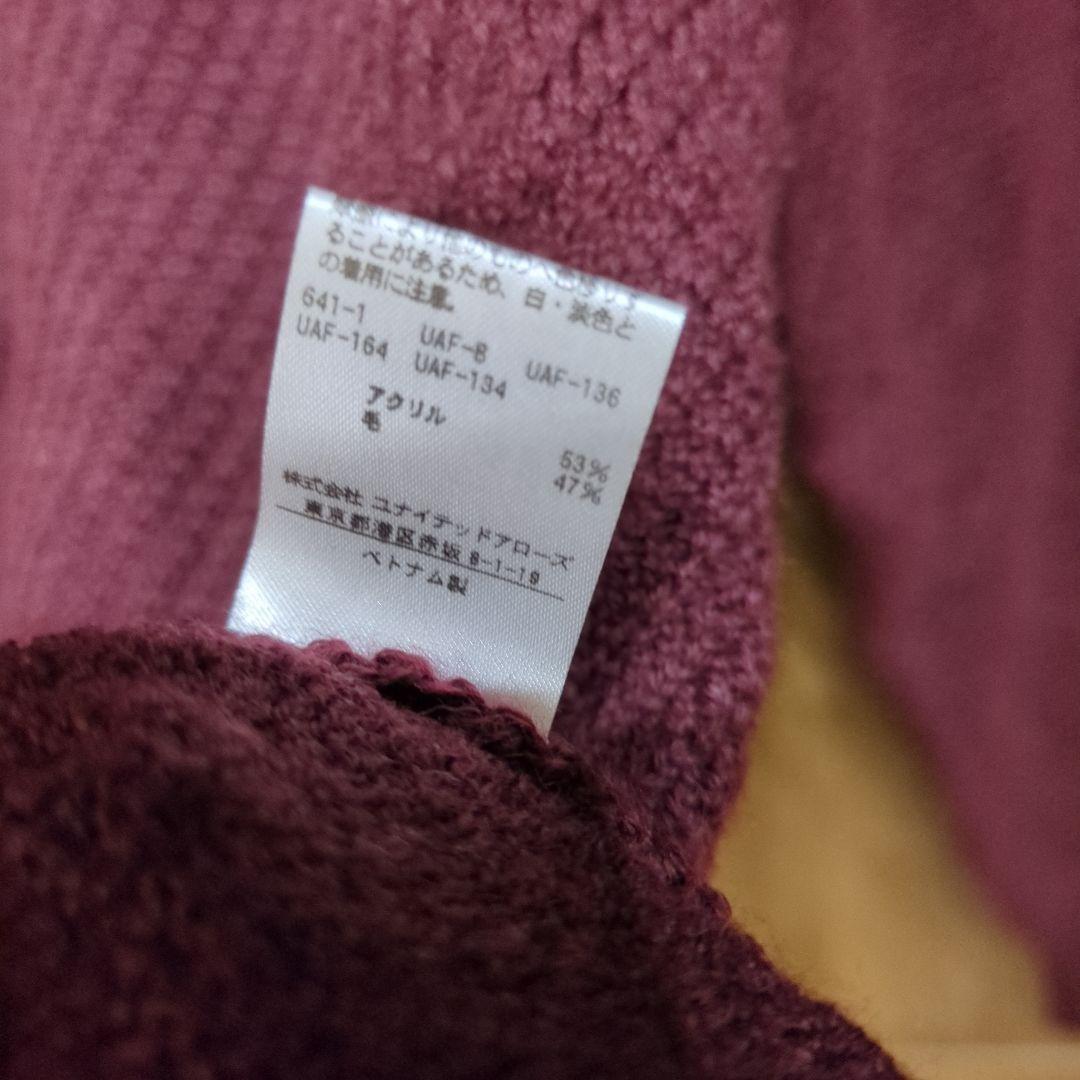 ることがあるため、白・淡色と
の着用に注意。
641-1 UAF-B UAF-136
UAF-164 UAF-134
アクリル 53%
毛 47%
株式会社 ユナイテッドアローズ
東京都港区赤坂 8-1-19
ベトナム製